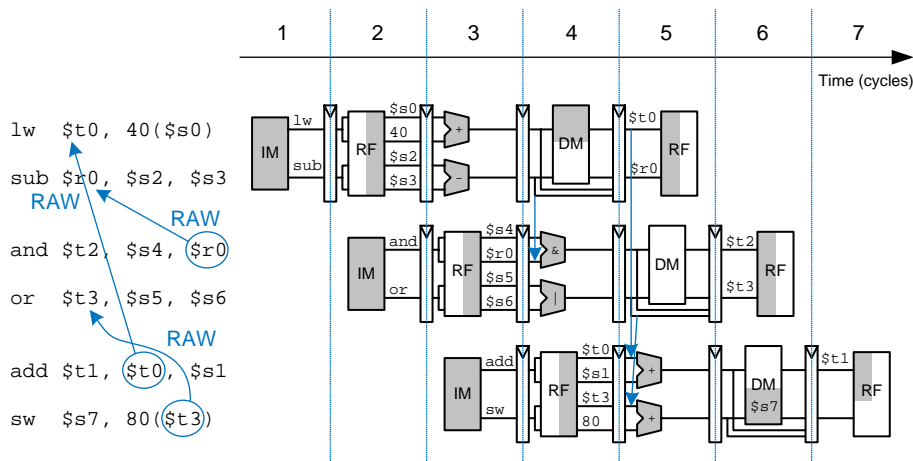 1 2 3 4 5 6 7
Time (cycles)
lw $t0, 40($s0)
sub $r0, $s2, $s3
and $t2, $s4, $r0
or $t3, $s5, $s6
add $t1, $t0, $s1
sw $s7, 80($t3)
RAW
RAW
RAW
IM
lw
sub
RF
$s0
40
$s2
$s3
+
-
DM
$t0
$r0
RF
IM
and
or
RF
$s4
$r0
$s5
$s6
&
|
DM
$t2
$t3
RF
IM
add
sw
RF
$t0
$s1
$t3
80
+
+
DM
$s7
$t1
RF